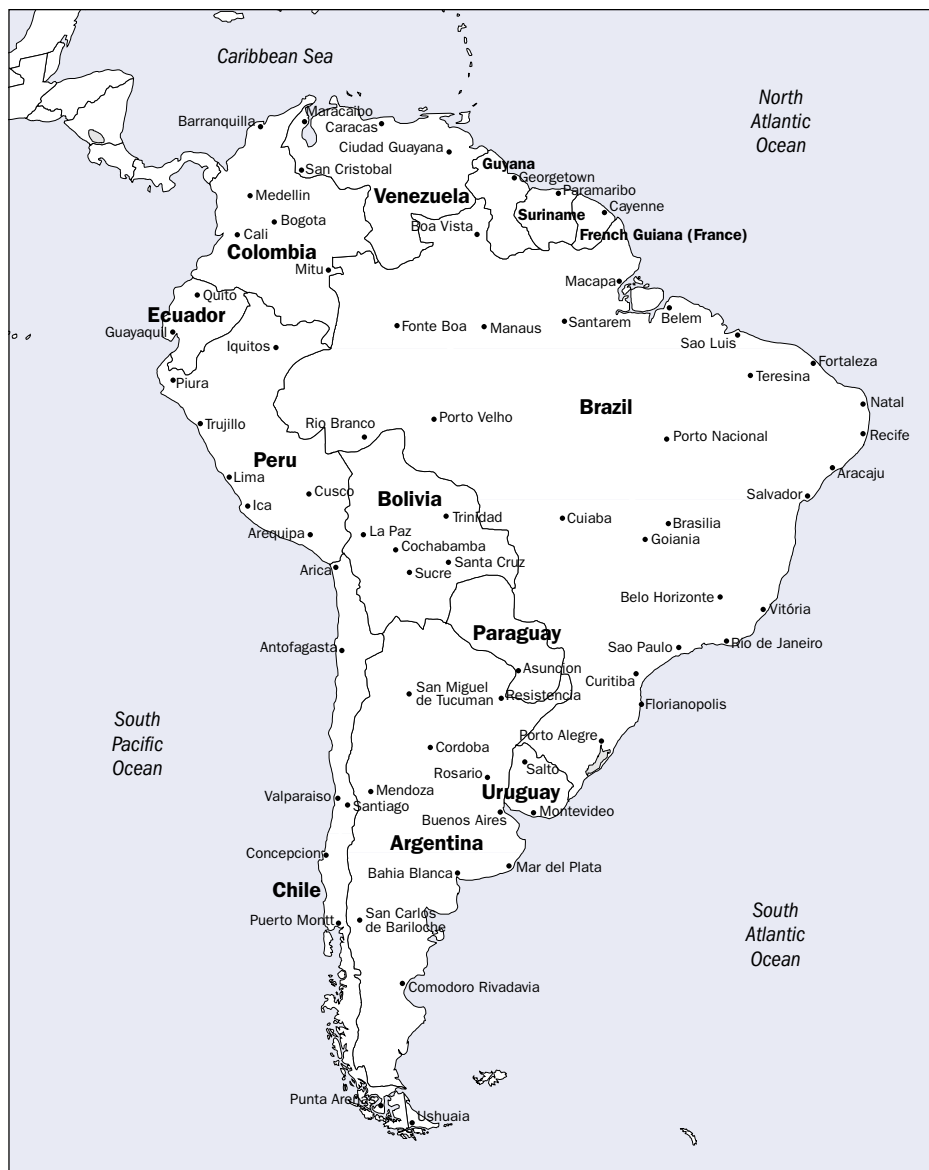 Caribbean Sea
North
Atlantic
Ocean
Barranquilla
Maracaibo
Caracas
Ciudad Guayana
San Cristobal
Guyana
Georgetown
Paramaribo
Cayenne
Venezuela
Suriname
French Guiana (France)
Medellin
Bogota
Cali
Colombia
Boa Vista
Mitu
Macapa
Quito
Ecuador
Guayaquil
Iquitos
Fonte Boa
Manaus
Santarem
Belem
Sao Luis
Fortaleza
Teresina
Piura
Natal
Brazil
Trujillo
Rio Branco
Porto Velho
Porto Nacional
Recife
Peru
Aracaju
Lima
Cusco
Bolivia
Salvador
Ica
Trinidad
Cuiaba
Brasilia
Goiania
Arequipa
La Paz
Cochabamba
Santa Cruz
Sucre
Arica
Belo Horizonte
Vitória
Paraguay
Rio de Janeiro
Sao Paulo
Antofagasta
Asuncion
Curitiba
San Miguel
de Tucuman
Resistencia
Florianopolis
South
Pacific
Ocean
Cordoba
Porto Alegre
Salto
Rosario
Mendoza
Uruguay
Valparaiso
Santiago
Buenos Aires
Montevideo
Argentina
Concepcion
Mar del Plata
Bahia Blanca
Chile
Puerto Montt
San Carlos
de Bariloche
South
Atlantic
Ocean
Comodoro Rivadavia
Punta Arenas
Ushuaia